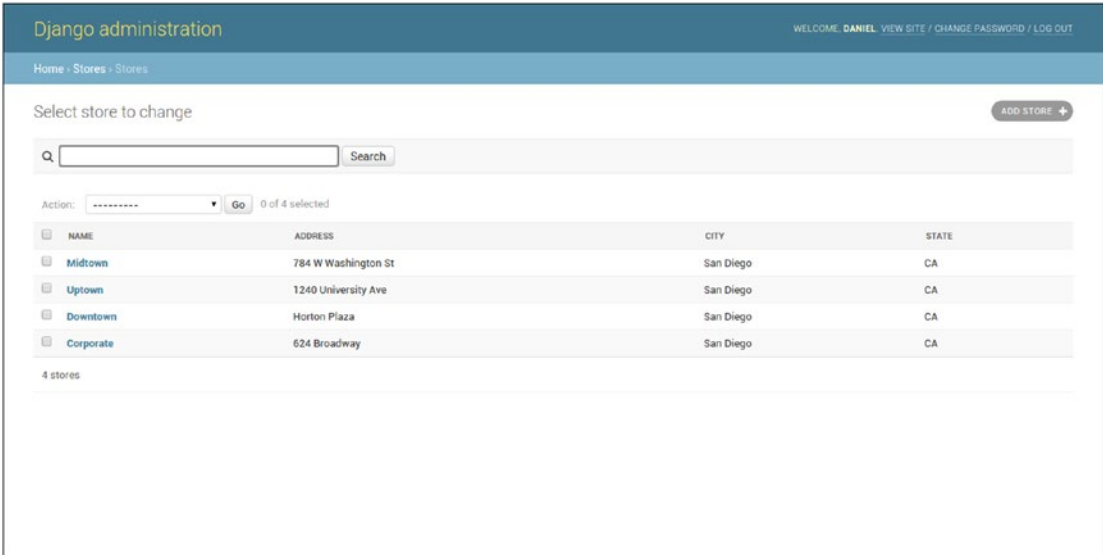 Django administration
WELCOME, DANIEL. VIEW SITE / CHANGE PASSWORD / LOG OUT
Home › Stores › Stores
Select store to change
ADD STORE +
Search
Action: --------- Go 0 of 4 selected
NAME ADDRESS CITY STATE
Midtown 784 W Washington St San Diego CA
Uptown 1240 University Ave San Diego CA
Downtown Horton Plaza San Diego CA
Corporate 624 Broadway San Diego CA
4 stores